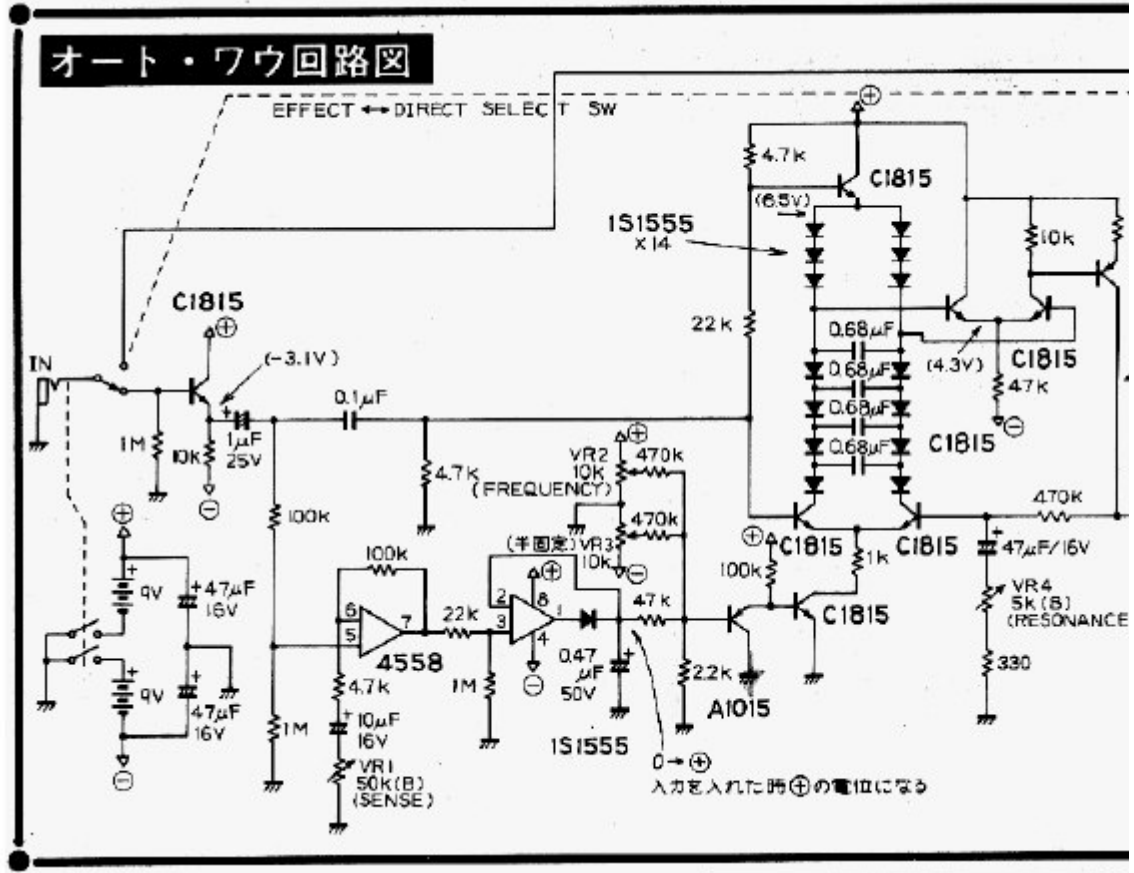 オート・ワウ回路図
EFFECT ↔ DIRECT SELECT SW
⊕
4.7k
C1815
(6.5V)
1S1555
×14
10k
C1815
⊕
22k
0.68μF
IN
(-3.1V)
(4.3V)
C1815
0.68μF
47k
0.1μF
0.68μF
⊖
+
1M
10k
1μF
25V
⊕
C1815
0.68μF
4.7k
VR2
10k
470k
(FREQUENCY)
⊖
470k
⊕
100k
470k
(半固定) VR3
10k
⊕
C1815
C1815
+
47μF/16V
9V
+
47μF
16V
100k
⊕
⊖
100k
1k
VR4
5k(B)
(RESONANCE
6
7
5
22k
2
8
1
3
4
47k
C1815
4558
0.47
μF
50V
+
330
+
9V
+
47μF
16V
4.7k
1M
⊖
2.2k
A1015
1M
+
10μF
16V
1S1555
⊖
VR1
50k(B)
(SENSE)
0→⊕
入力を入れた時⊕の電位になる